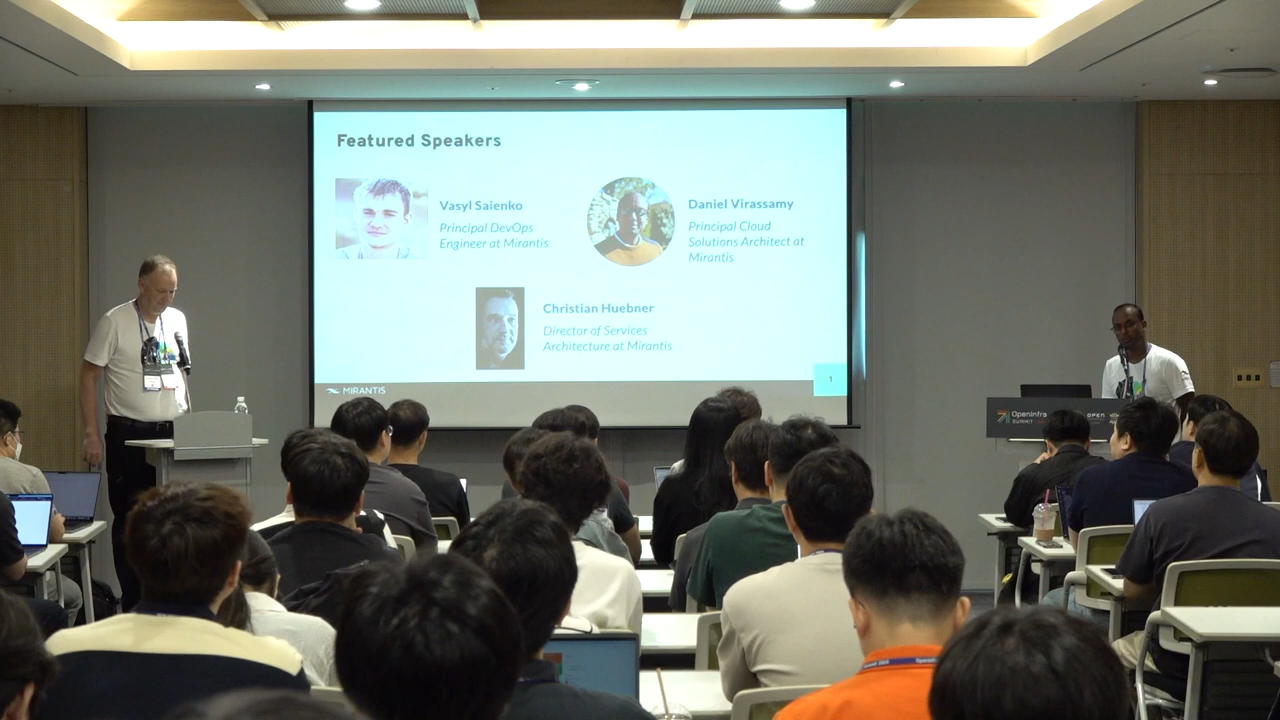 Featured Speakers
Vasyl Saienko
Principal DevOps
Engineer at Mirantis
Daniel Virassamy
Principal Cloud
Solutions Architect at
Mirantis
Christian Huebner
Director of Services
Architecture at Mirantis
MIRANTIS
1
OpenInfra
SUMMIT
OPEN